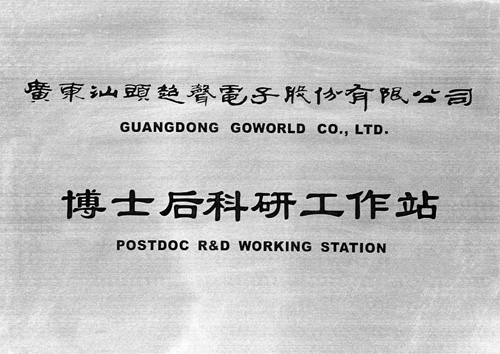 廣東汕頭超聲電子股份有限公司
GUANGDONG GOWORLD CO., LTD.
博士后科研工作站
POSTDOC R&D WORKING STATION